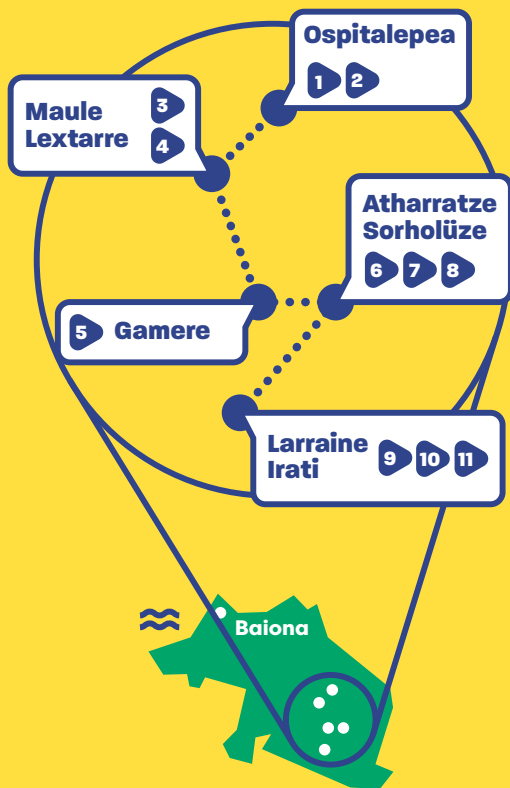 Ospitalepea
1 2
Maule
Lextarre
3
4
Atharratze
Sorholüze
6 7 8
5 Gamere
Larraine
Irati
9 10 11
Baiona